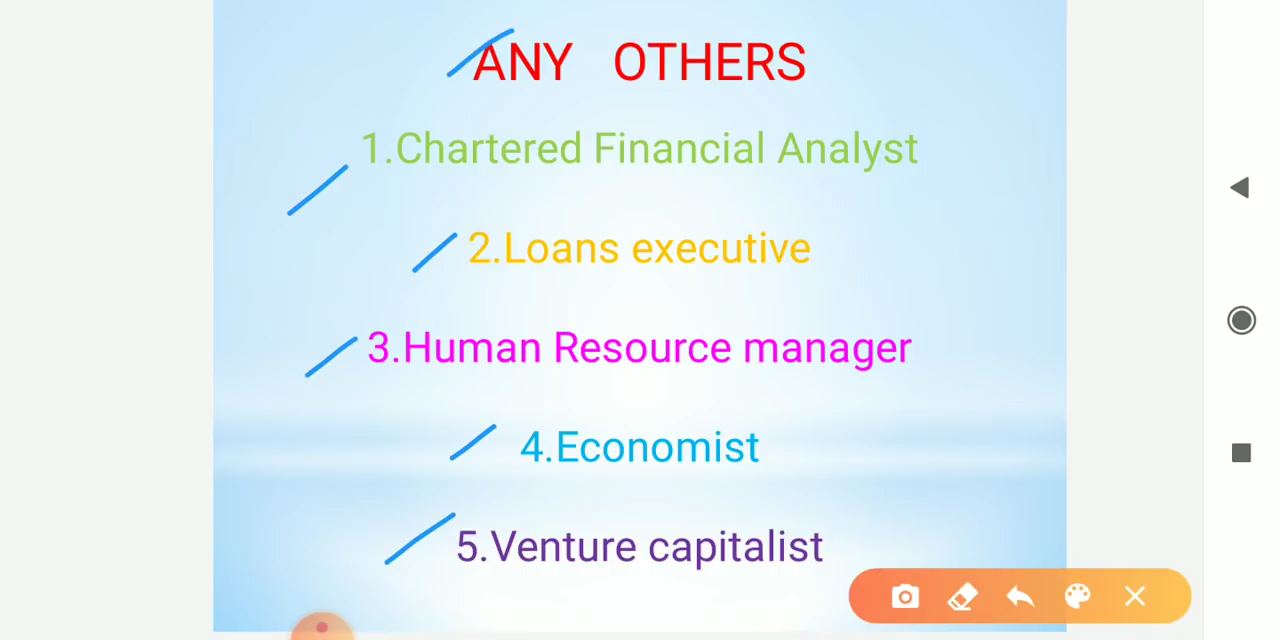 ANY OTHERS
1.Chartered Financial Analyst
2.Loans executive
3.Human Resource manager
4.Economist
5.Venture capitalist